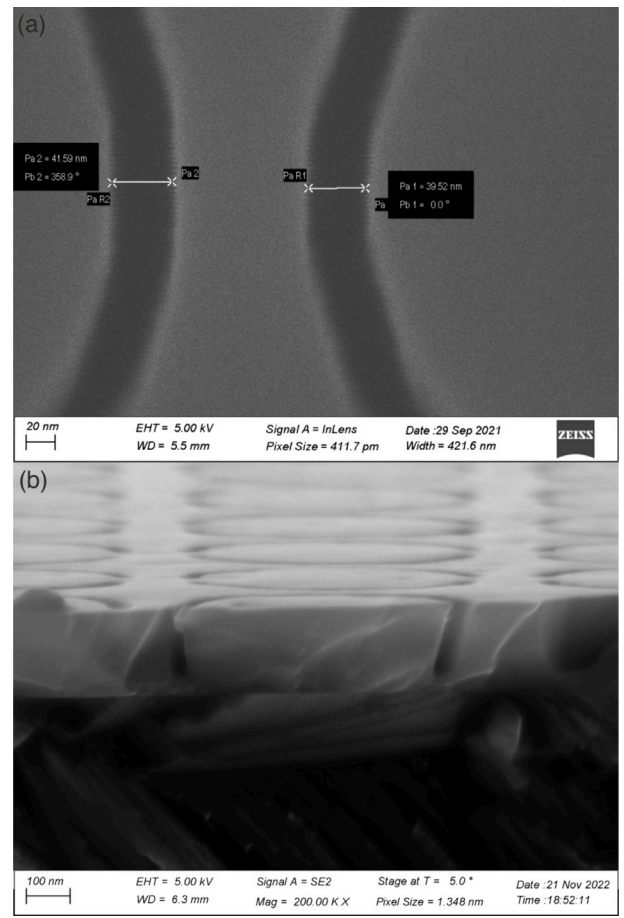 (a)
Pa 2 = 41.59 nm
Pb 2 = 358.9 °
Pa 2
Pa R2
Pa R1
Pa 1 = 39.52 nm
Pb 1 = 0.0 °
Pa
20 nm
EHT = 5.00 kV
Signal A = InLens
Date :29 Sep 2021
WD = 5.5 mm
Pixel Size = 411.7 pm
Width = 421.6 nm
ZEISS
(b)
100 nm
EHT = 5.00 kV
Signal A = SE2
Stage at T = 5.0 °
Date :21 Nov 2022
WD = 6.3 mm
Mag = 200.00 K X
Pixel Size = 1.348 nm
Time :18:52:11